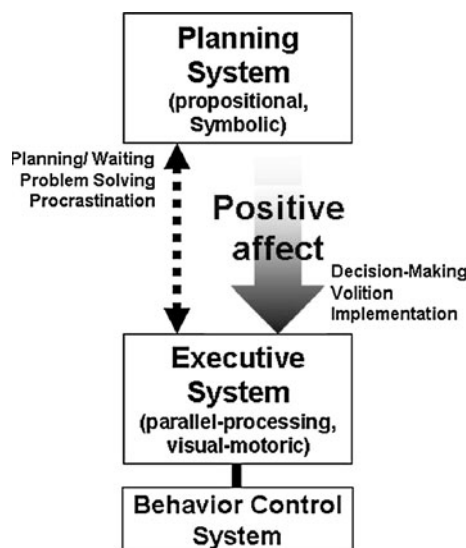 Planning
System
(propositional,
Symbolic)
Planning/ Waiting
Problem Solving
Procrastination
Positive
affect
Decision-Making
Volition
Implementation
Executive
System
(parallel-processing,
visual-motoric)
Behavior Control
System